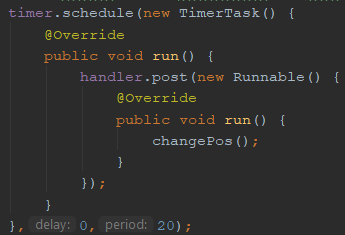 timer.schedule(new TimerTask() {
@Override
public void run() {
handler.post(new Runnable() {
@Override
public void run() {
changePos();
}
});
}
}, delay: 0, period: 20);